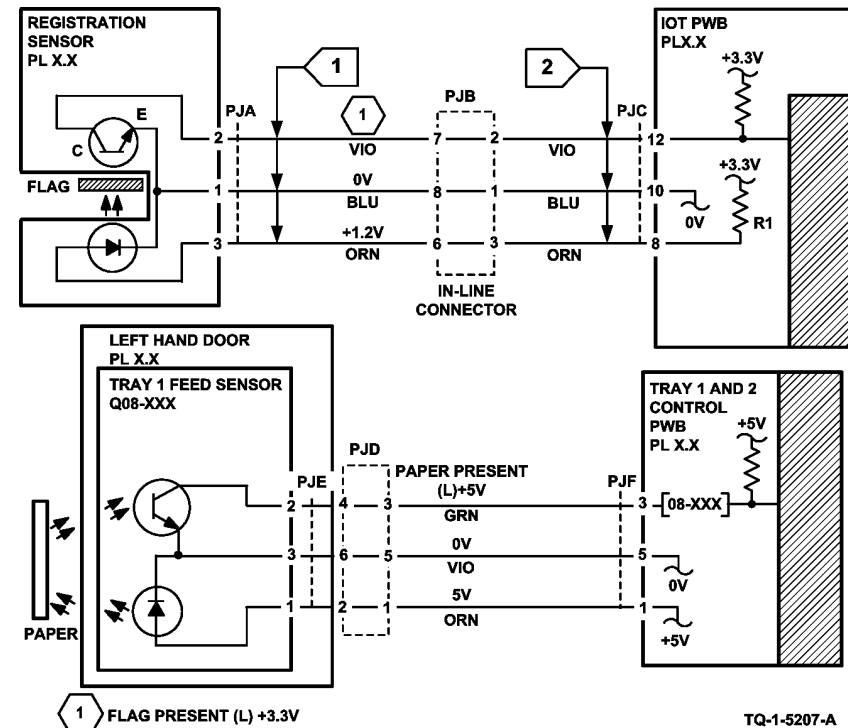 REGISTRATION
SENSOR
PL X.X
IOT PWB
PLX.X
+3.3V
1
2
PJA
1
PJB
PJC
E
C
2
VIO
7
2
VIO
12
FLAG
1
0V
BLU
8
1
BLU
10
0V
+3.3V
R1
3
+1.2V
ORN
6
3
ORN
8
IN-LINE
CONNECTOR
LEFT HAND DOOR
PL X.X
TRAY 1 FEED SENSOR
Q08-XXX
TRAY 1 AND 2
CONTROL
PWB
PL X.X
+5V
PJD
PJE
PAPER PRESENT
(L)+5V
PJF
2
4
3
GRN
3
08-XXX
3
6
5
0V
VIO
5
0V
1
2
1
5V
ORN
1
+5V
PAPER
1 FLAG PRESENT (L) +3.3V
TQ-1-5207-A